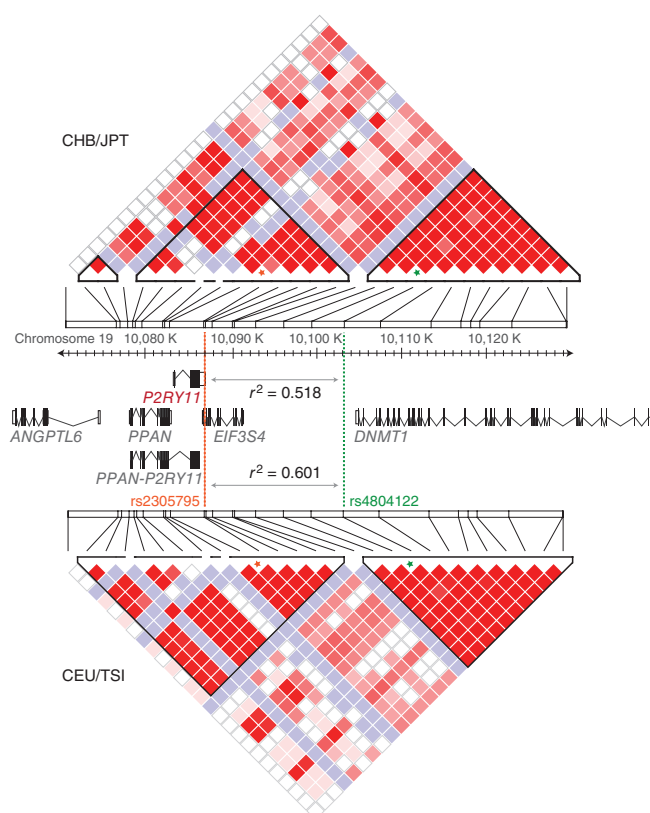 CHB/JPT
Chromosome 19 10,080 K 10,090 K 10,100 K 10,110 K 10,120 K
P2RY11
r² = 0.518
ANGPTL6 PPAN EIF3S4 DNMT1
PPAN-P2RY11
r² = 0.601
rs2305795 rs4804122
CEU/TSI